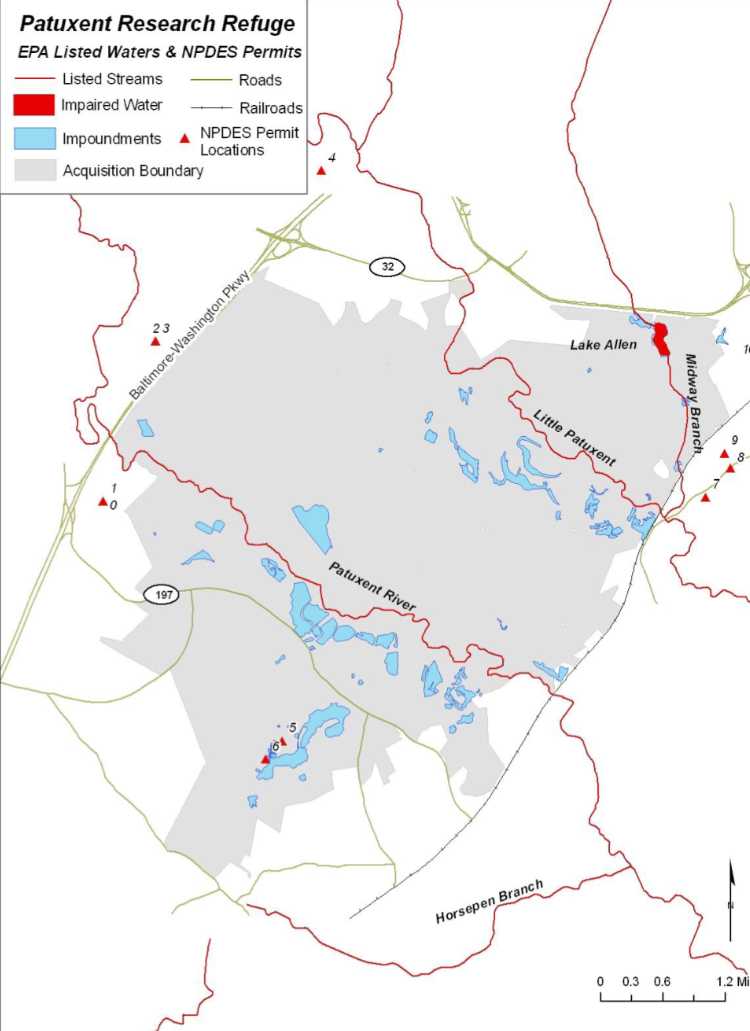 Patuxent Research Refuge
EPA Listed Waters & NPDES Permits
Listed Streams
Roads
Impaired Water
Railroads
Impoundments
NPDES Permit
Locations
Acquisition Boundary
4
32
Baltimore-Washington Pkwy
2 3
Lake Allen
Midway Branch
Little Patuxent
9
8
7
1
0
Patuxent River
197
5
6
Horsepen Branch
N
0 0.3 0.6 1.2 Mi